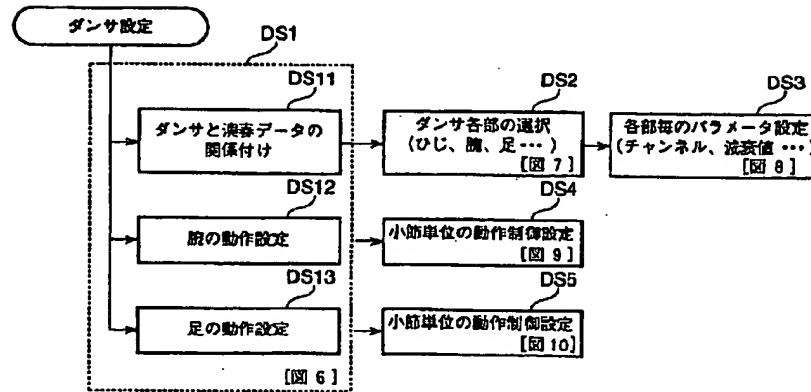 ダンサ設定
DS1
DS11
ダンサと演奏データの
関係付け
DS2
ダンサ各部の選択
(ひじ、腕、足…)
[図 7]
DS3
各部毎のパラメータ設定
(チャンネル、減衰値 …)
[図 8]
DS12
腕の動作設定
DS4
小節単位の動作制御設定
[図 9]
DS13
足の動作設定
DS5
小節単位の動作制御設定
[図 10]
[図 6]